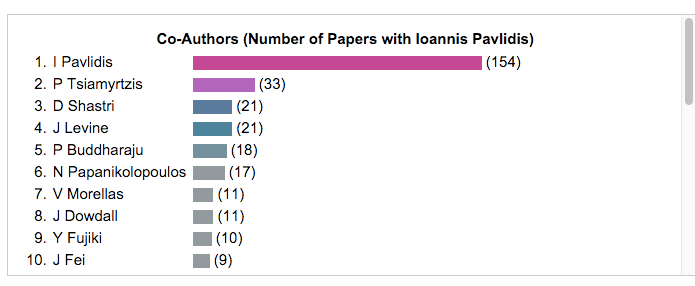 Co-Authors (Number of Papers with Ioannis Pavlidis)
1. I Pavlidis (154)
2. P Tsiamyrtzis (33)
3. D Shastri (21)
4. J Levine (21)
5. P Buddharaju (18)
6. N Papanikolopoulos (17)
7. V Morellas (11)
8. J Dowdall (11)
9. Y Fujiki (10)
10. J Fei (9)